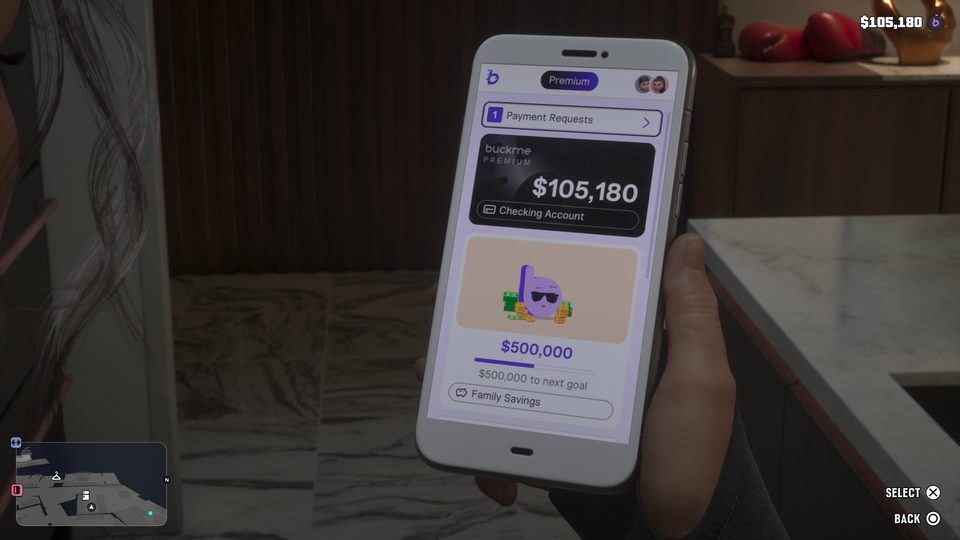 $105,180
Premium
1 Payment Requests
buckme
PREMIUM
$105,180
Checking Account
$500,000
$500,000 to next goal
Family Savings
N
SELECT
BACK